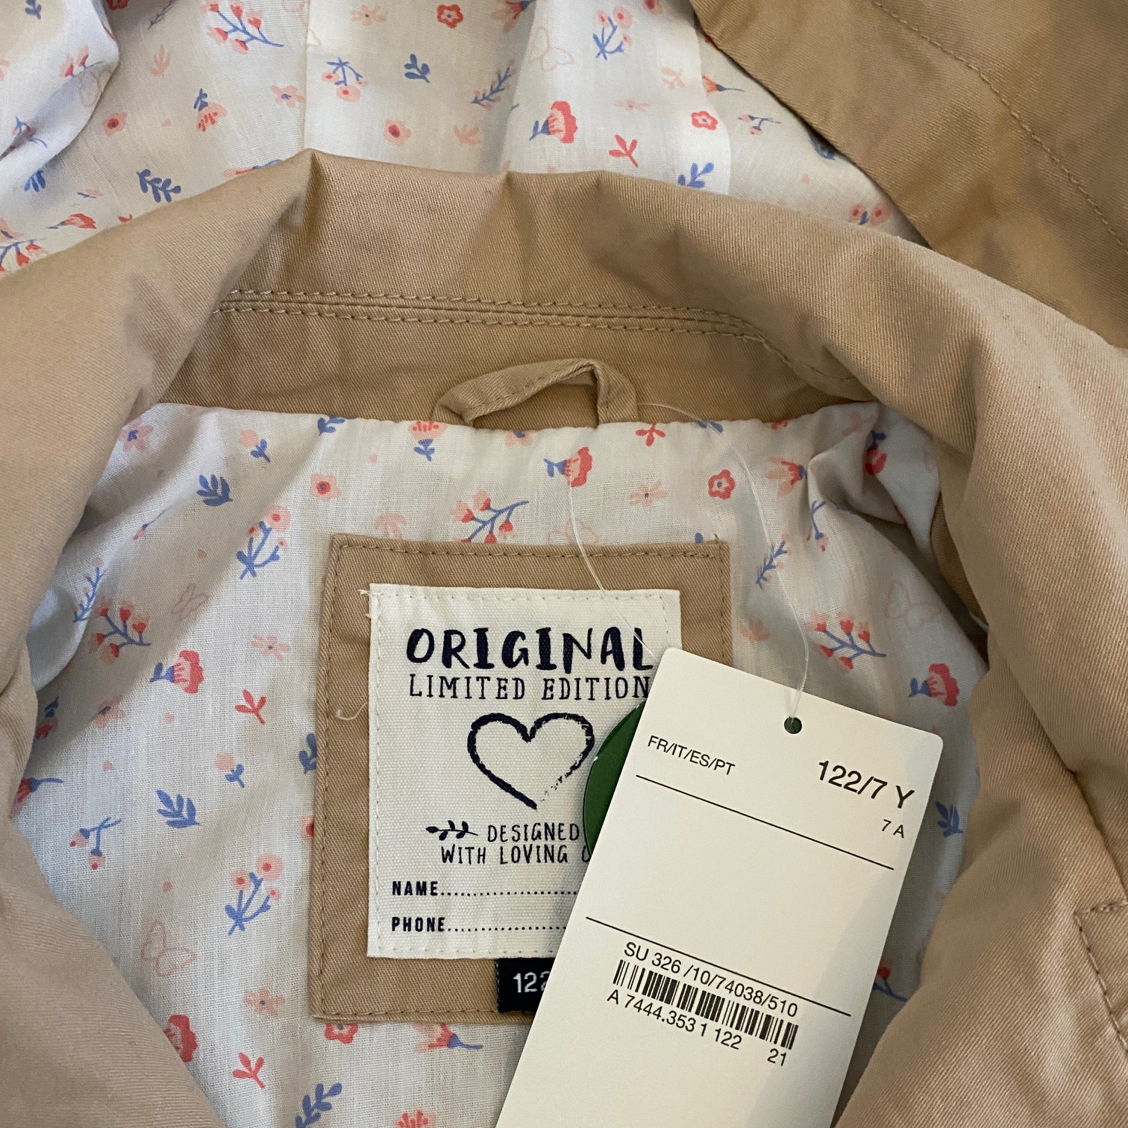 ORIGINAL
LIMITED EDITION
DESIGNED
WITH LOVING
NAME
PHONE
122
FR/IT/ES/PT
122/7 Y
7 A
SU 326 /10/74038/510
A 7444.353 1 122 21